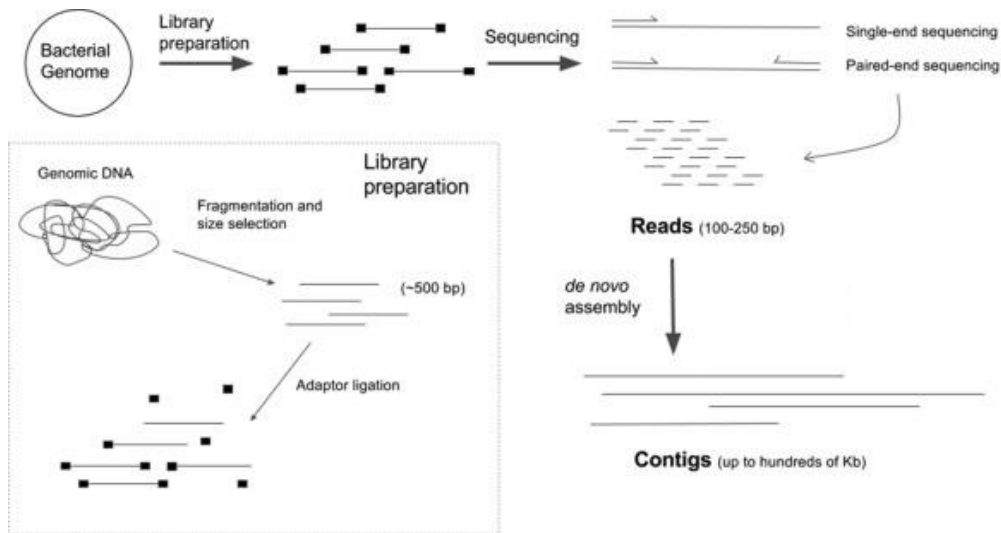 Bacterial
Genome
Library
preparation
Sequencing
Single-end sequencing
Paired-end sequencing
Library
preparation
Genomic DNA
Fragmentation and
size selection
(~500 bp)
Adaptor ligation
Reads (100-250 bp)
de novo
assembly
Contigs (up to hundreds of Kb)